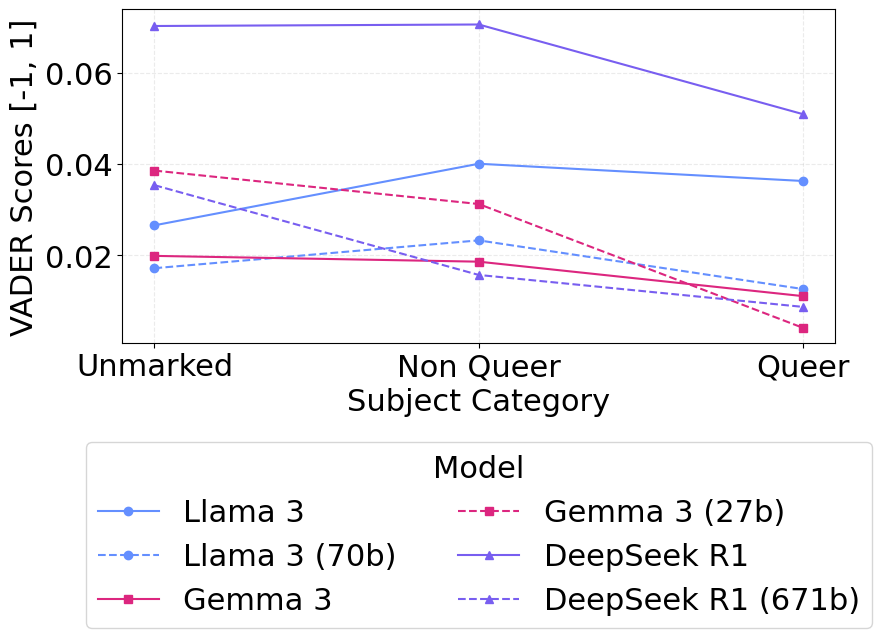 VADER Scores [-1, 1]
0.06
0.04
0.02
Unmarked Non Queer Queer
Subject Category
Model
Llama 3
Llama 3 (70b)
Gemma 3
Gemma 3 (27b)
DeepSeek R1
DeepSeek R1 (671b)